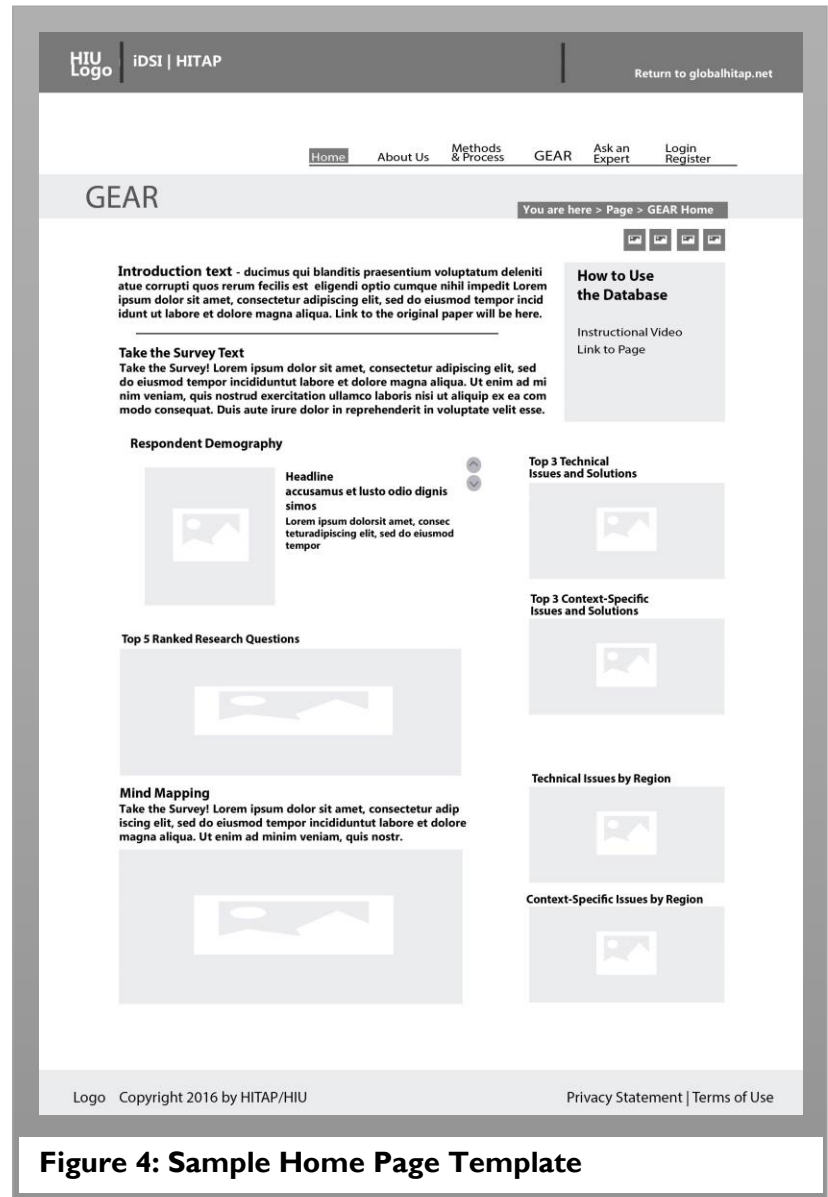 HIU
Logo
iDSI | HITAP
Return to globalhitap.net
Home
About Us
Methods
& Process
GEAR
Ask an
Expert
Login
Register
GEAR
You are here > Page > GEAR Home
Introduction text - ducimus qui blanditis praesentium voluptatum deleniti
atue corrupti quos rerum fecilis est eligendi optio cumque nihil impedit Lorem
ipsum dolor sit amet, consectetur adipiscing elit, sed do eiusmod tempor incid
idunt ut labore et dolore magna aliqua. Link to the original paper will be here.
How to Use
the Database
Instructional Video
Link to Page
Take the Survey Text
Take the Survey! Lorem ipsum dolor sit amet, consectetur adipiscing elit, sed
do eiusmod tempor incididuntut labore et dolore magna aliqua. Ut enim ad mi
nim veniam, quis nostrud exercitation ullamco laboris nisi ut aliquip ex ea com
modo consequat. Duis aute irure dolor in reprehenderit in voluptate velit esse.
Respondent Demography
Headline
accusamus et lusto odio dignis
simos
Lorem ipsum dolorsit amet, consec
teturadipiscing elit, sed do eiusmod
tempor
Top 3 Technical
Issues and Solutions
Top 3 Context-Specific
Issues and Solutions
Top 5 Ranked Research Questions
Mind Mapping
Take the Survey! Lorem ipsum dolor sit amet, consectetur adip
iscing elit, sed do eiusmod tempor incididuntut labore et dolore
magna aliqua. Ut enim ad minim veniam, quis nostr.
Technical Issues by Region
Context-Specific Issues by Region
Logo Copyright 2016 by HITAP/HIU
Privacy Statement | Terms of Use
Figure 4: Sample Home Page Template